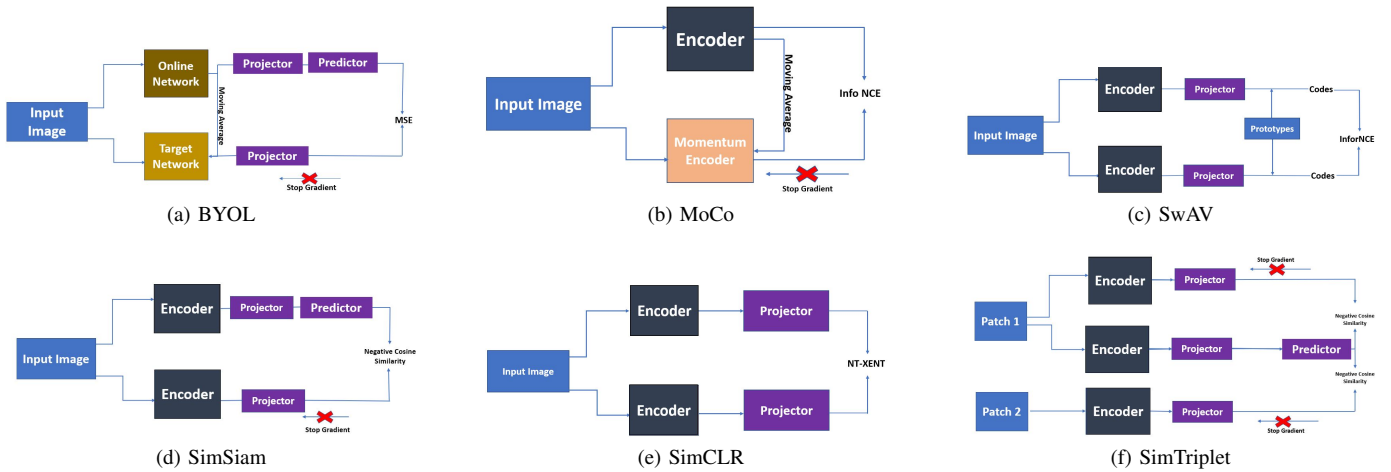 Input
Image
Online
Network
Projector
Predictor
Moving Average
MSE
Target
Network
Projector
Stop Gradient
(a) BYOL
Input Image
Encoder
Moving Average
Info NCE
Momentum
Encoder
Stop Gradient
(b) MoCo
Input Image
Encoder
Projector
Codes
Prototypes
InforNCE
Encoder
Projector
Codes
(c) SwAV
Input Image
Encoder
Projector
Predictor
Negative Cosine
Similarity
Encoder
Projector
Stop Gradient
(d) SimSiam
Input Image
Encoder
Projector
NT-XENT
Encoder
Projector
(e) SimCLR
Stop Gradient
Patch 1
Encoder
Projector
Negative Cosine
Similarity
Encoder
Projector
Predictor
Negative Cosine
Similarity
Patch 2
Encoder
Projector
Stop Gradient
(f) SimTriplet